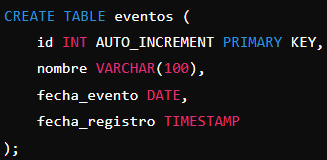 CREATE TABLE eventos (
    id INT AUTO_INCREMENT PRIMARY KEY,
    nombre VARCHAR(100),
    fecha_evento DATE,
    fecha_registro TIMESTAMP
);